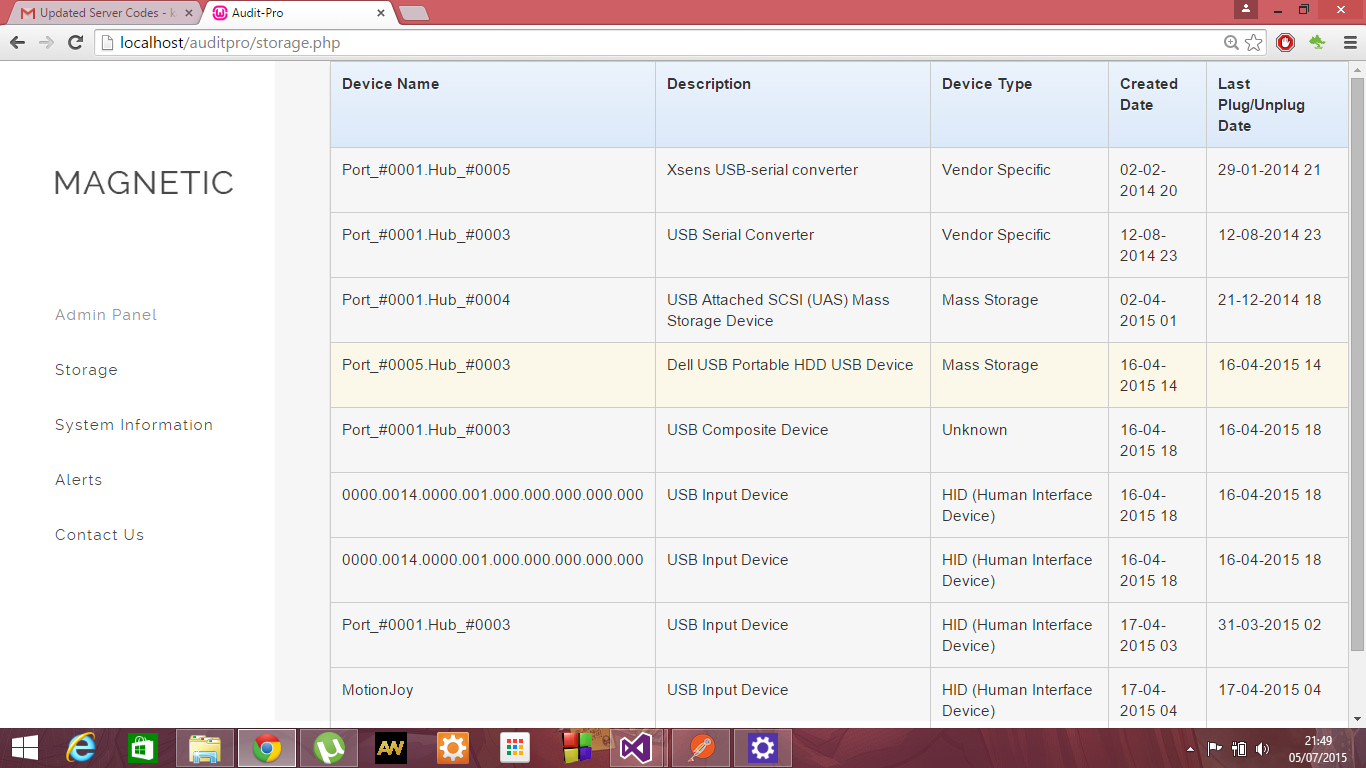 Updated Server Codes - k
Audit-Pro
localhost/auditpro/storage.php
MAGNETIC
Admin Panel
Storage
System Information
Alerts
Contact Us
Device Name Description Device Type Created Date Last Plug/Unplug Date
Port_#0001.Hub_#0005 Xsens USB-serial converter Vendor Specific 02-02-2014 20 29-01-2014 21
Port_#0001.Hub_#0003 USB Serial Converter Vendor Specific 12-08-2014 23 12-08-2014 23
Port_#0001.Hub_#0004 USB Attached SCSI (UAS) Mass Storage Device Mass Storage 02-04-2015 01 21-12-2014 18
Port_#0005.Hub_#0003 Dell USB Portable HDD USB Device Mass Storage 16-04-2015 14 16-04-2015 14
Port_#0001.Hub_#0003 USB Composite Device Unknown 16-04-2015 18 16-04-2015 18
0000.0014.0000.001.000.000.000.000.000 USB Input Device HID (Human Interface Device) 16-04-2015 18 16-04-2015 18
0000.0014.0000.001.000.000.000.000.000 USB Input Device HID (Human Interface Device) 16-04-2015 18 16-04-2015 18
Port_#0001.Hub_#0003 USB Input Device HID (Human Interface Device) 17-04-2015 03 31-03-2015 02
MotionJoy USB Input Device HID (Human Interface Device) 17-04-2015 04 17-04-2015 04
AW
21:49
05/07/2015